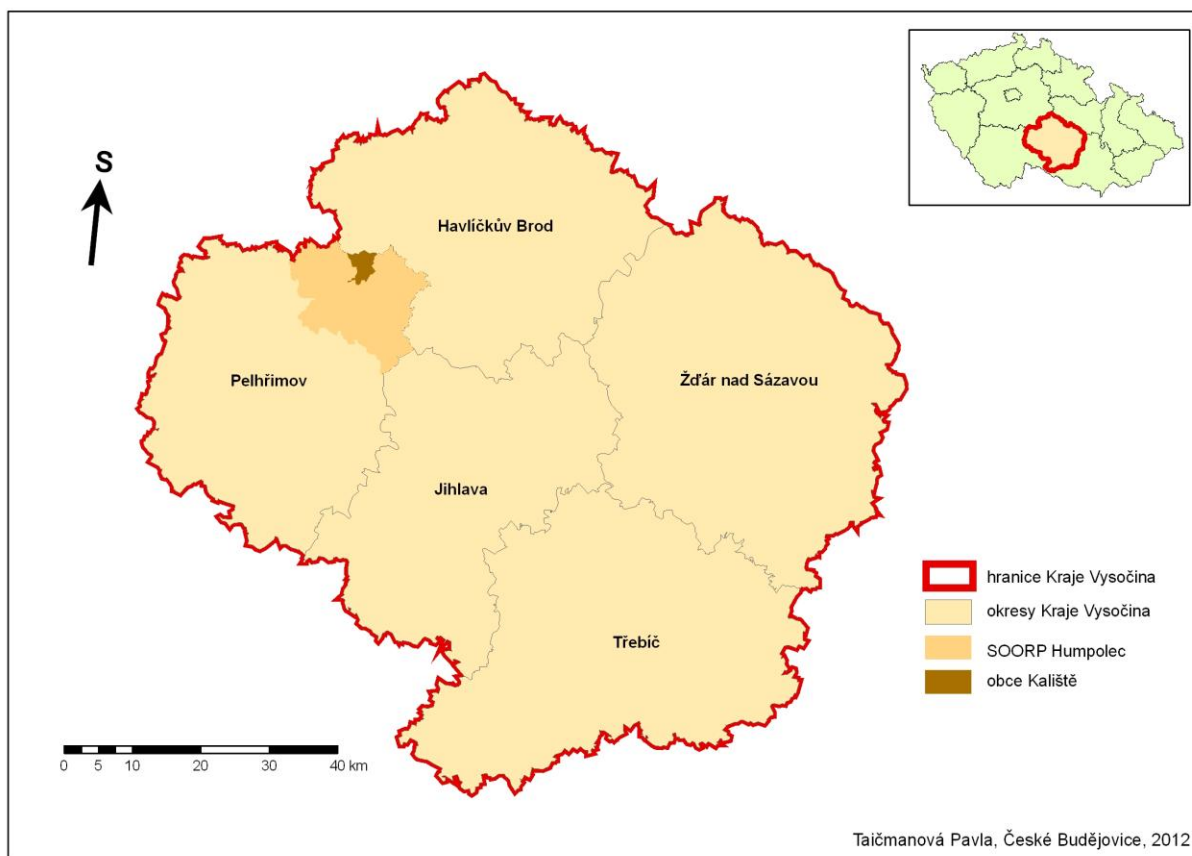 S
Havlíčkův Brod
Pelhřimov
Žďár nad Sázavou
Jihlava
Třebíč
hranice Kraje Vysočina
okresy Kraje Vysočina
SOORP Humpolec
obce Kaliště
0 5 10 20 30 40 km
Taičmanová Pavla, České Budějovice, 2012